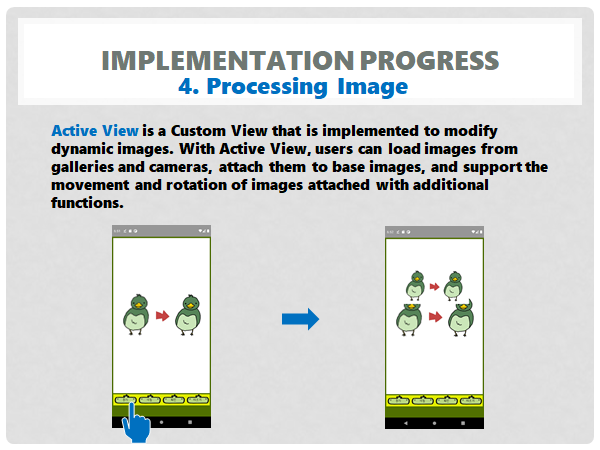 IMPLEMENTATION PROGRESS
4. Processing Image
Active View is a Custom View that is implemented to modify
dynamic images. With Active View, users can load images from
galleries and cameras, attach them to base images, and support the
movement and rotation of images attached with additional
functions.